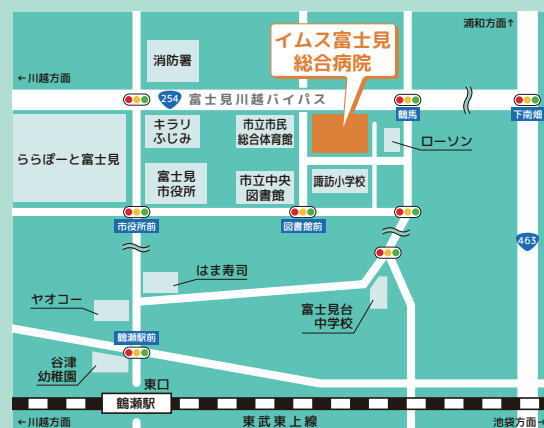 浦和方面↑
イムス富士見
総合病院
消防署
←川越方面
254
富士見川越バイパス
鶴馬
下南畑
キラリ
ふじみ
市立市民
総合体育館
ローソン
ららぽーと富士見
富士見
市役所
市立中央
図書館
諏訪小学校
市役所前
図書館前
463
はま寿司
ヤオコー
富士見台
中学校
鶴瀬駅前
谷津
幼稚園
東口
鶴瀬駅
←川越方面
東武東上線
池袋方面→